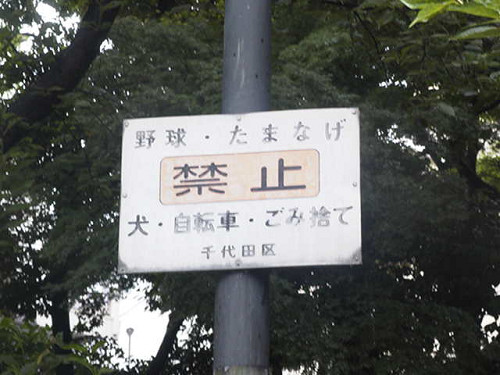 野球・たまなげ
禁止
犬・自転車・ごみ捨て
千代田区